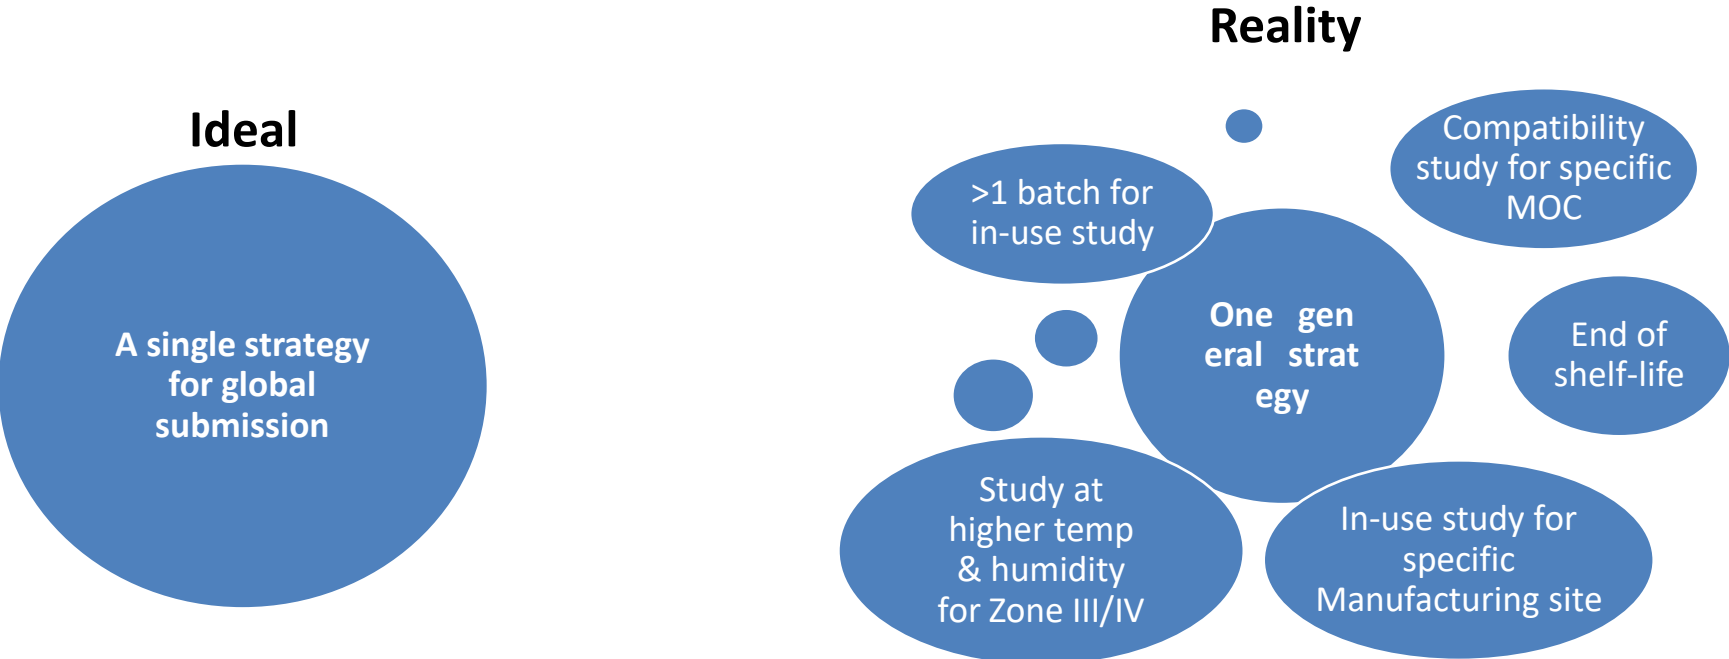 Ideal
A single strategy
for global
submission
Reality
>1 batch for
in-use study
Compatibility
study for specific
MOC
One gen
eral strat
egy
End of
shelf-life
Study at
higher temp
& humidity
for Zone III/IV
In-use study for
specific
Manufacturing site